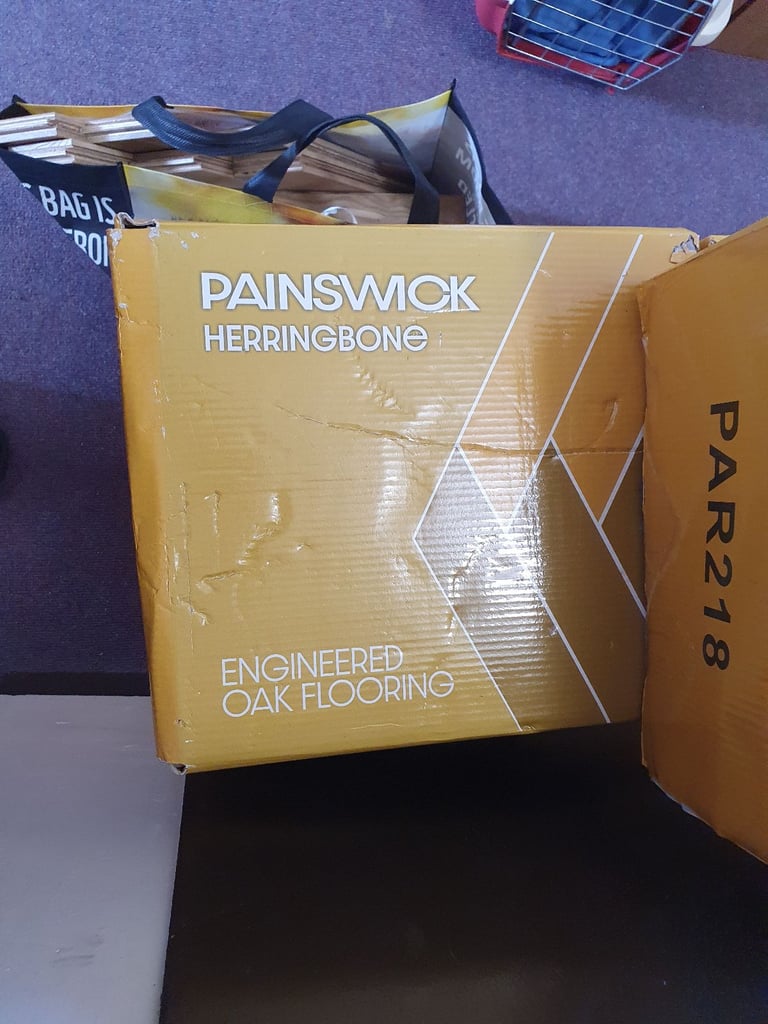 BAG IS
PAINSWICK
HERRINGBONE
ENGINEERED
OAK FLOORING
PAR218